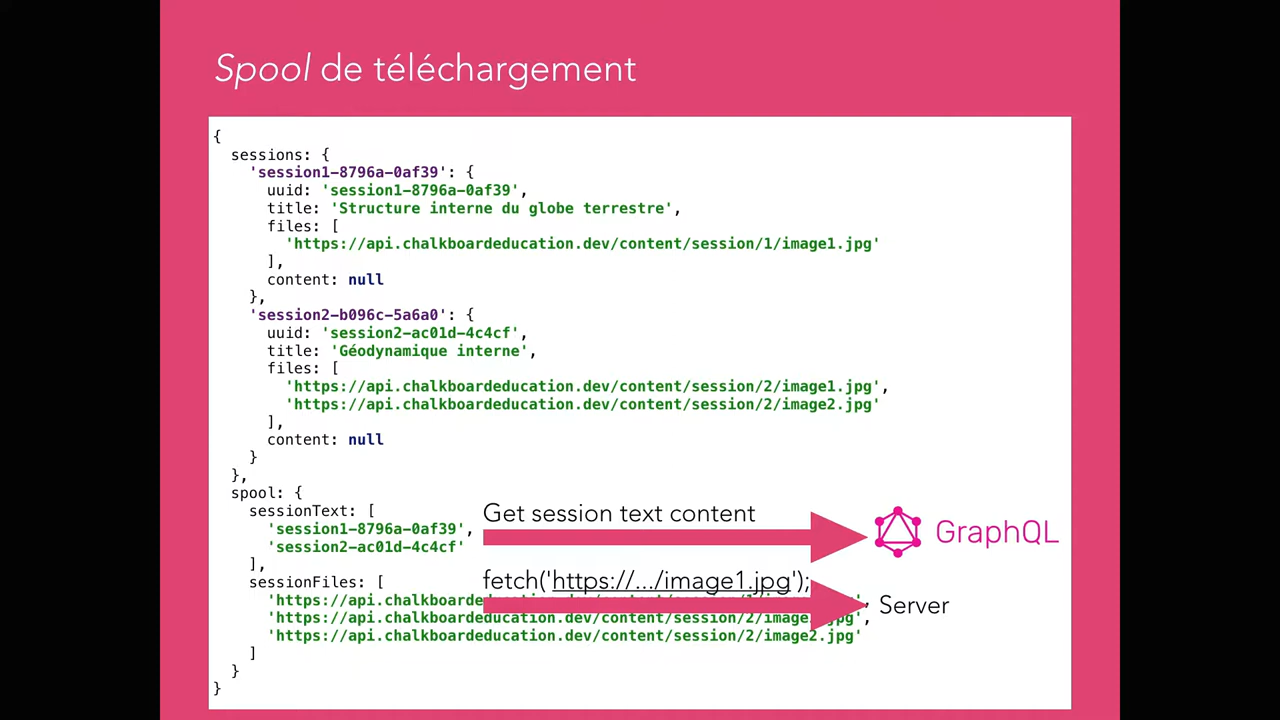 Spool de téléchargement
{
sessions: {
'session1-8796a-0af39': {
uuid: 'session1-8796a-0af39',
title: 'Structure interne du globe terrestre',
files: [
'https://api.chalkboardeducation.dev/content/session/1/image1.jpg'
],
content: null
},
'session2-b096c-5a6a0': {
uuid: 'session2-ac01d-4c4cf',
title: 'Géodynamique interne',
files: [
'https://api.chalkboardeducation.dev/content/session/2/image1.jpg',
'https://api.chalkboardeducation.dev/content/session/2/image2.jpg'
],
content: null
}
},
spool: {
sessionText: [
'session1-8796a-0af39',
'session2-ac01d-4c4cf'
],
Get session text content
GraphQL
sessionFiles: [
fetch('https://.../image1.jpg');
'https://api.chalkboarde
Server
'https://api.chalkboardeducation.dev/content/session/2/image
.jpg',
'https://api.chalkboardeducation.dev/content/session/2/image2.jpg'
]
}
}